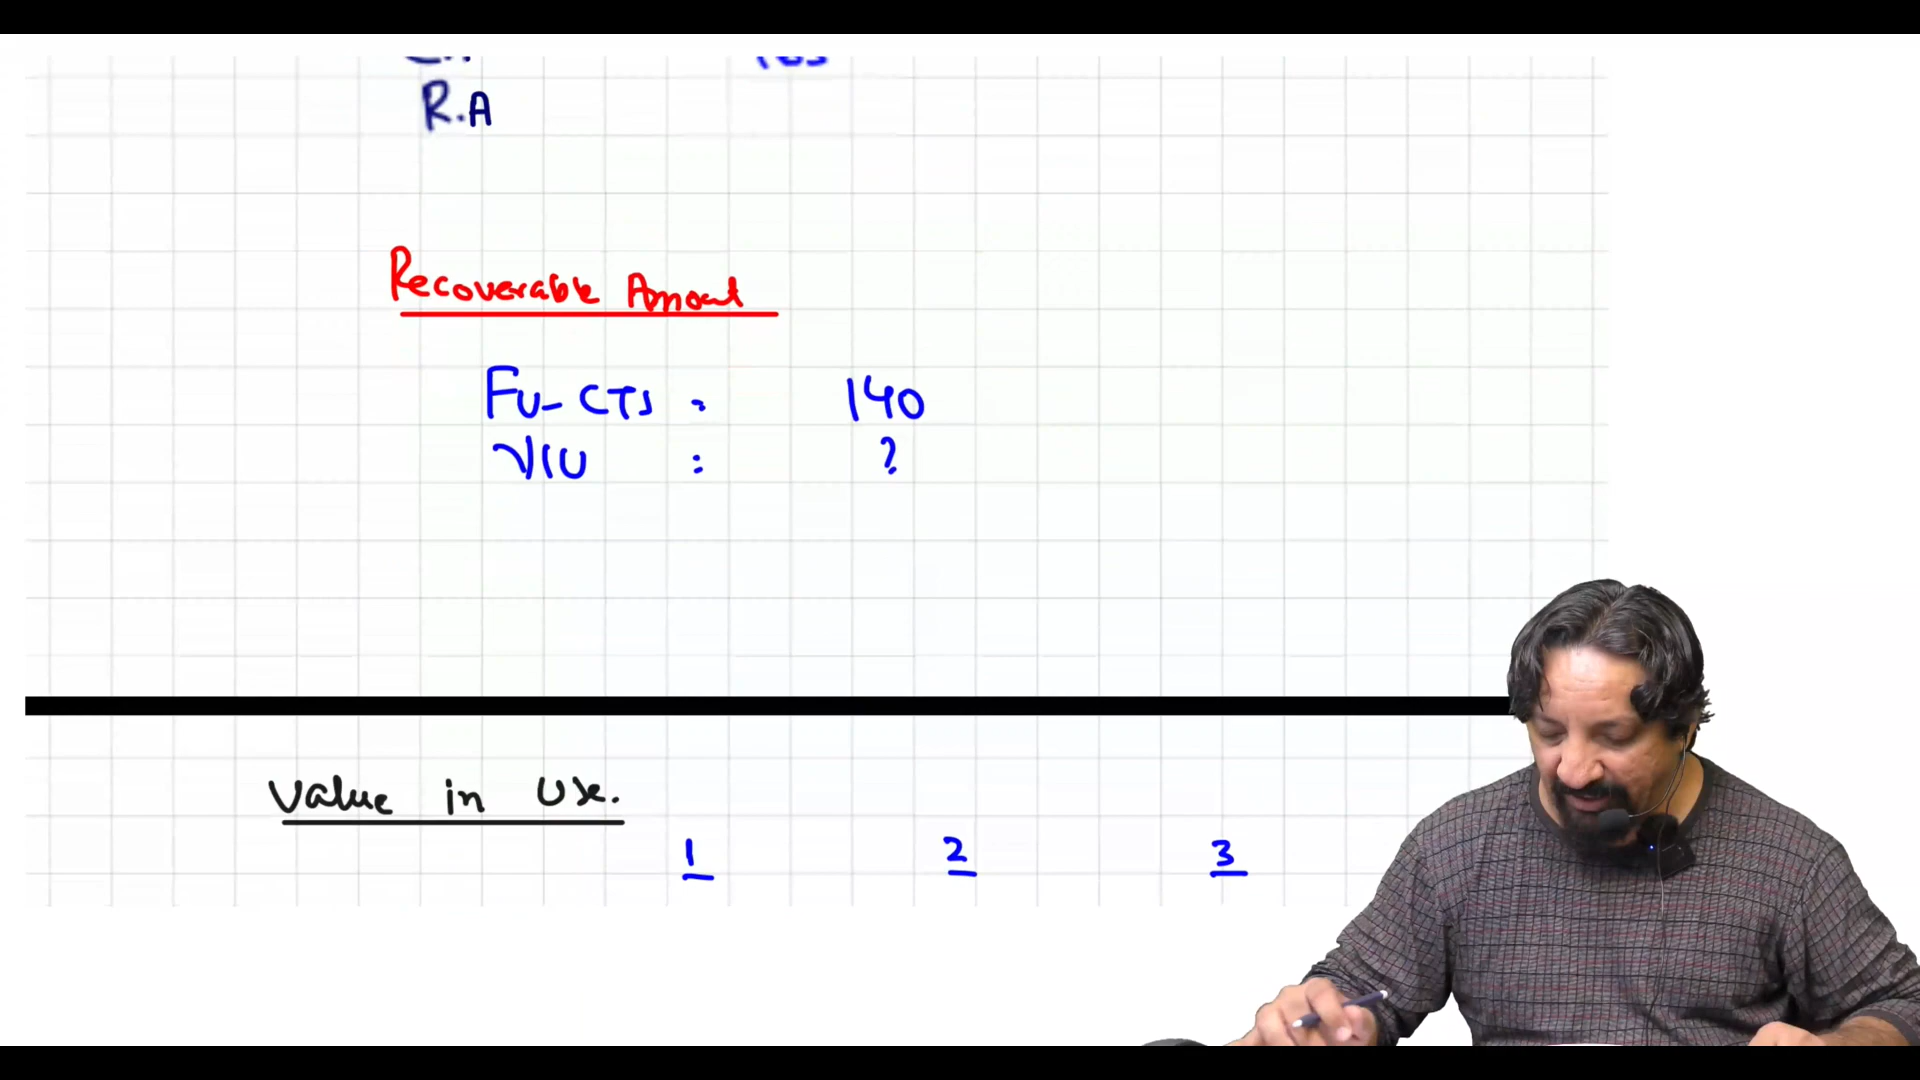 R.A
Recoverable Amount
FV-CTS : 140
VIU : ?
Value in Use.
1 2 3